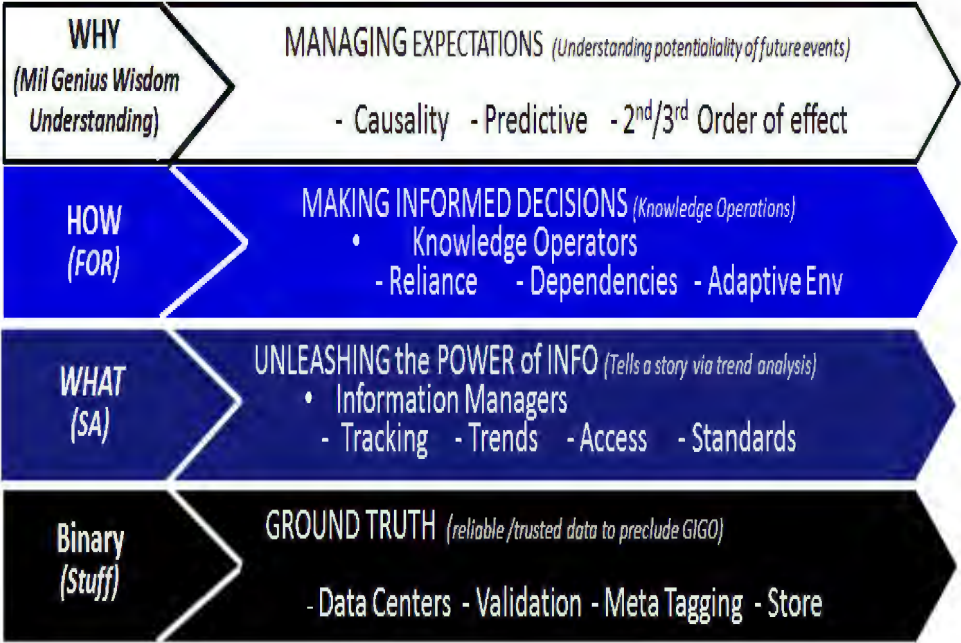 WHY
(Mil Genius Wisdom
Understanding)
MANAGING EXPECTATIONS (Understanding potentialiality of future events)
- Causality - Predictive - 2nd/3rd Order of effect
HOW
(FOR)
MAKING INFORMED DECISIONS (Knowledge Operations)
• Knowledge Operators
- Reliance - Dependencies - Adaptive Env
WHAT
(SA)
UNLEASHING the POWER of INFO (Tells a story via trend analysis)
• Information Managers
- Tracking - Trends - Access - Standards
Binary
(Stuff)
GROUND TRUTH (reliable /trusted data to preclude GIGO)
- Data Centers - Validation - Meta Tagging - Store